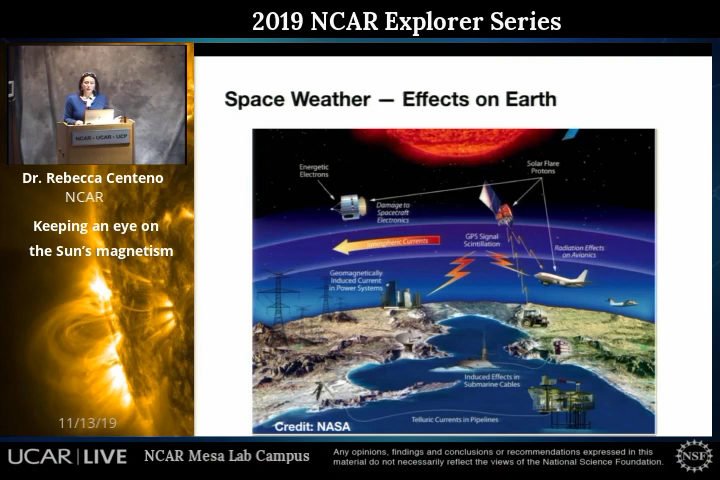 2019 NCAR Explorer Series
NCAR • UCAR • UCP
Dr. Rebecca Centeno
NCAR
Keeping an eye on
the Sun's magnetism
11/13/19
Space Weather — Effects on Earth
Energetic
Electrons
Solar Flare
Protons
Damage to
Spacecraft
Electronics
Ionospheric Currents
GPS Signal
Scintillation
Radiation Effects
on Avionics
Geomagnetically
Induced Current
in Power Systems
Induced Effects in
Submarine Cables
Telluric Currents in Pipelines
Credit: NASA
UCAR | LIVE
NCAR Mesa Lab Campus
Any opinions, findings and conclusions or recommendations expressed in this
material do not necessarily reflect the views of the National Science Foundation.
NSF